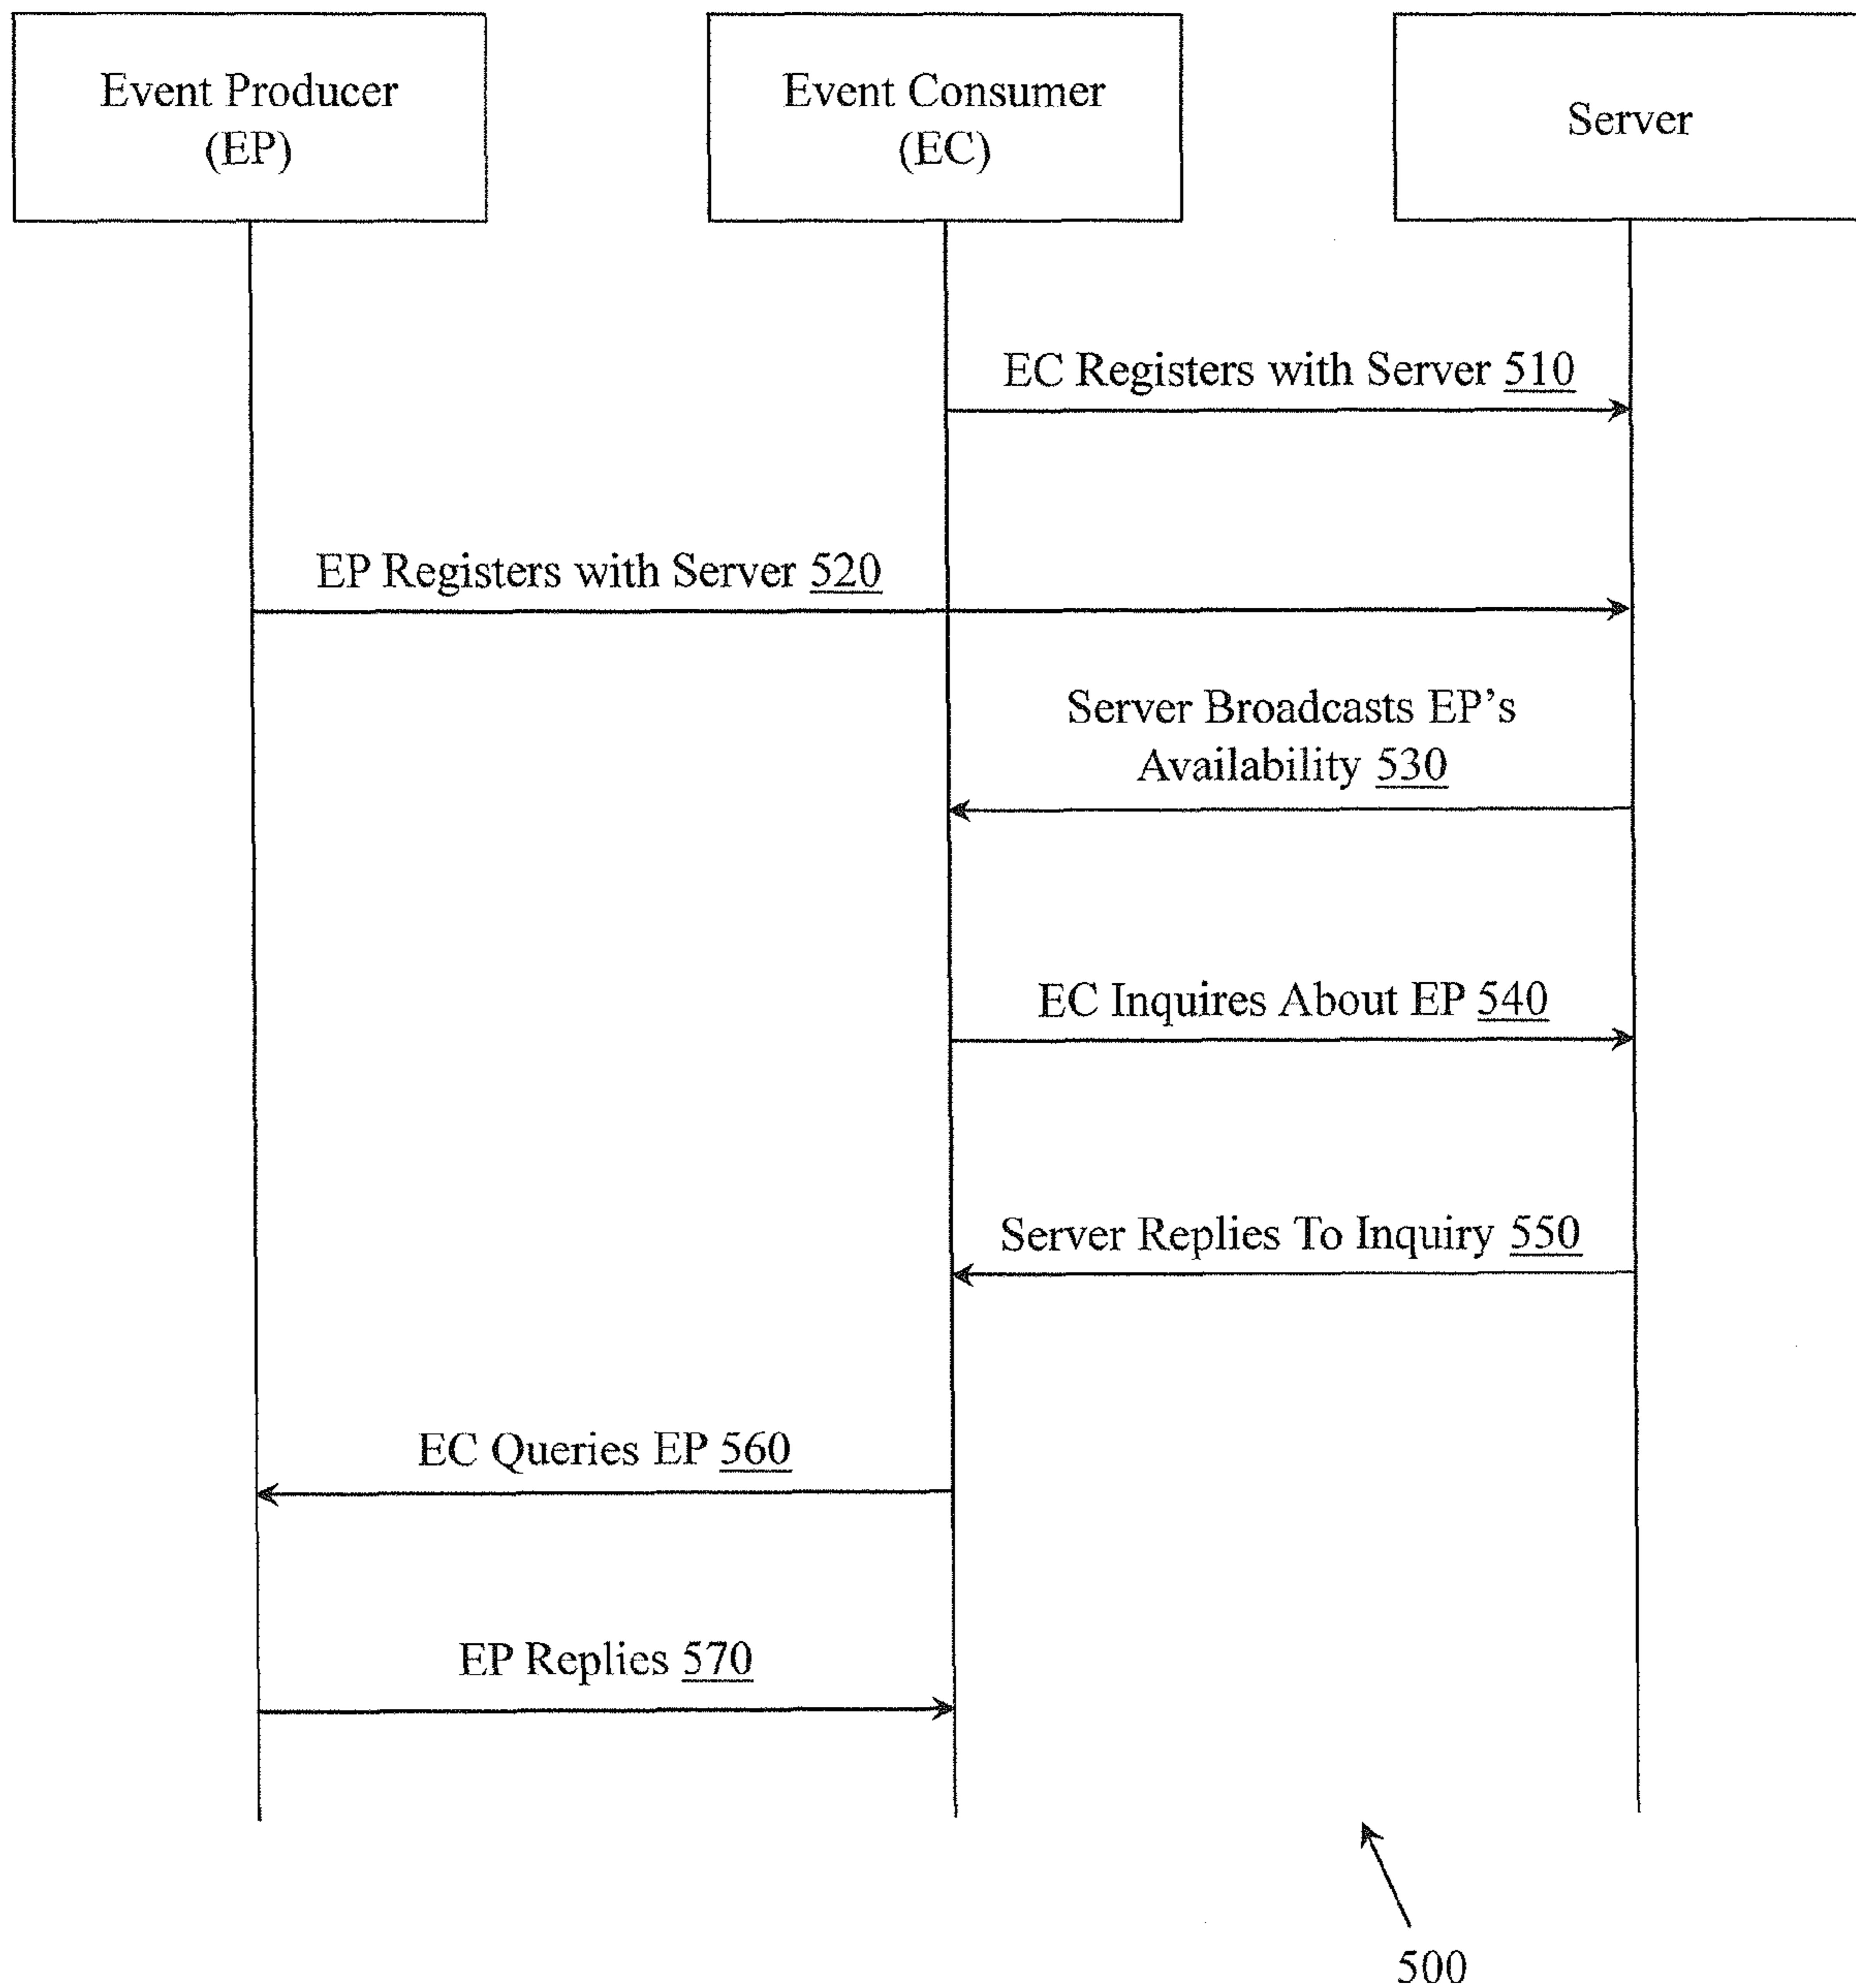 Event Producer
(EP)
Event Consumer
(EC)
Server
EC Registers with Server 510
EP Registers with Server 520
Server Broadcasts EP’s
Availability 530
EC Inquires About EP 540
Server Replies To Inquiry 550
EC Queries EP 560
EP Replies 570
500